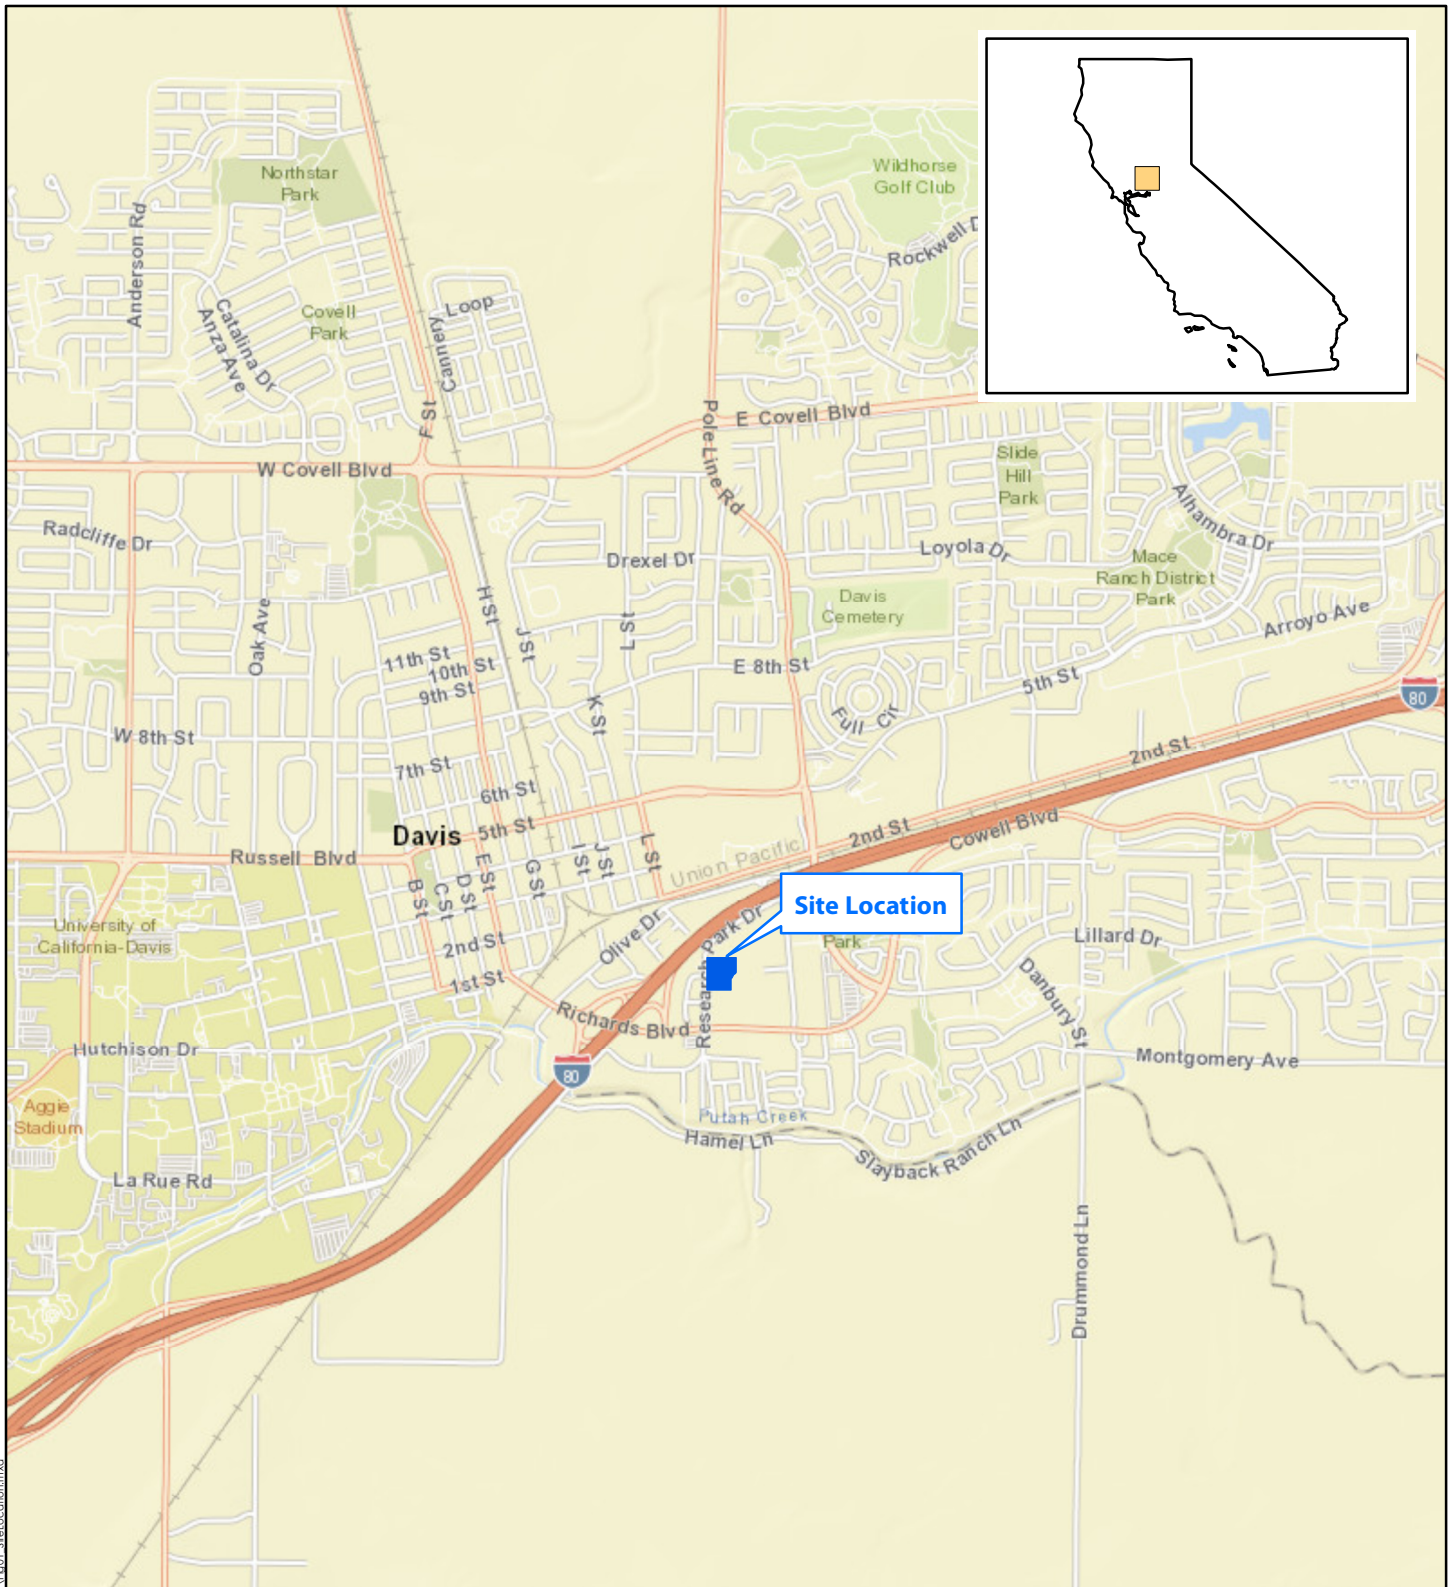 Northstar
Park
Wildhorse
Golf Club
Rockwell D
Anderson Rd
Catalina Dr
Anza Ave
Covell
Park
Cannery
Loop
F St
Pole Line Rd
E Covell Blvd
W Covell Blvd
Slide
Hill
Park
Alhambra Dr
Radcliffe Dr
Drexel Dr
Loyola Dr
Mace
Ranch District
Park
Davis
Cemetery
H St
J St
L St
Oak Ave
Arroyo Ave
11th St
10th St
9th St
E 8th St
5th St
80
K St
Full Cir
W 8th St
7th St
6th St
2nd St
Davis
5th St
2nd St
Cowell Blvd
Russell Blvd
E St
G St
I St
J St
L St
Union Pacific
B St
C St
D St
Site Location
University of
California-Davis
Olive Dr
Research Park Dr
Park
Lillard Dr
2nd St
1st St
Danbury St
Richards Blvd
Hutchison Dr
Montgomery Ave
80
Aggie
Stadium
Putah Creek
Hamel Ln
Slayback Ranch Ln
La Rue Rd
Drummond Ln